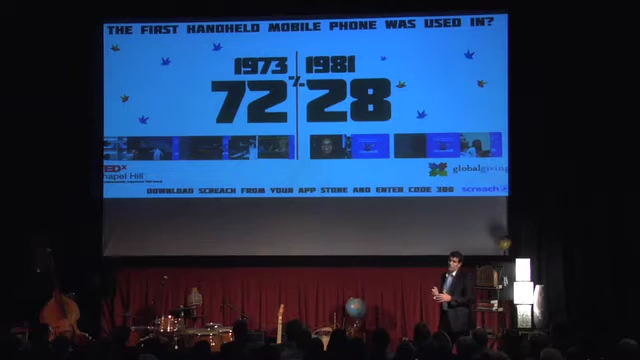 THE FIRST HANDHELD MOBILE PHONE WAS USED IN?
1973 1981
72 % 28
TEDx
Chapel Hill
globalgiving
DOWNLOAD SCREACH FROM YOUR APP STORE AND ENTER CODE 386
screach